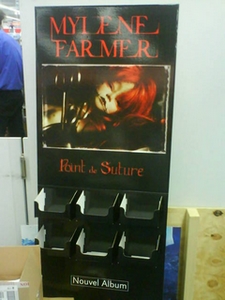 MYLENE
FARMER
Point de Suture
Nouvel Album